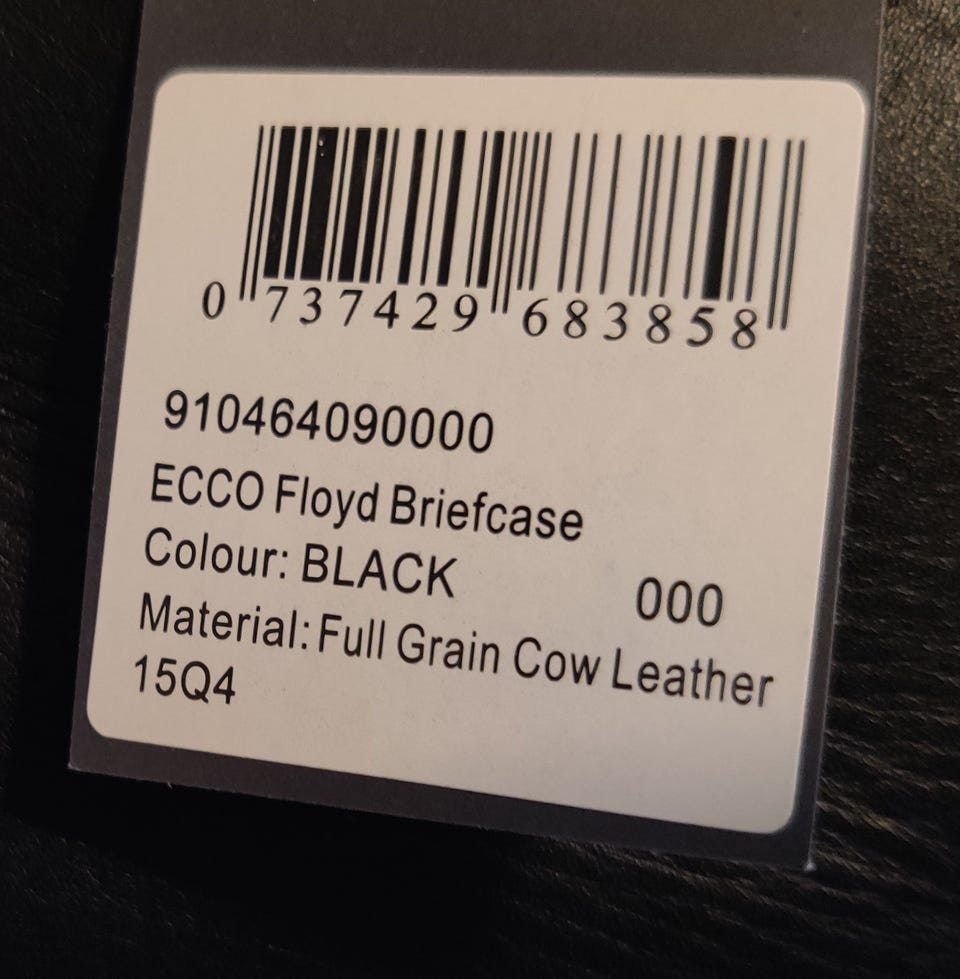 0 737429 683858
910464090000
ECCO Floyd Briefcase
Colour: BLACK 000
Material: Full Grain Cow Leather
15Q4